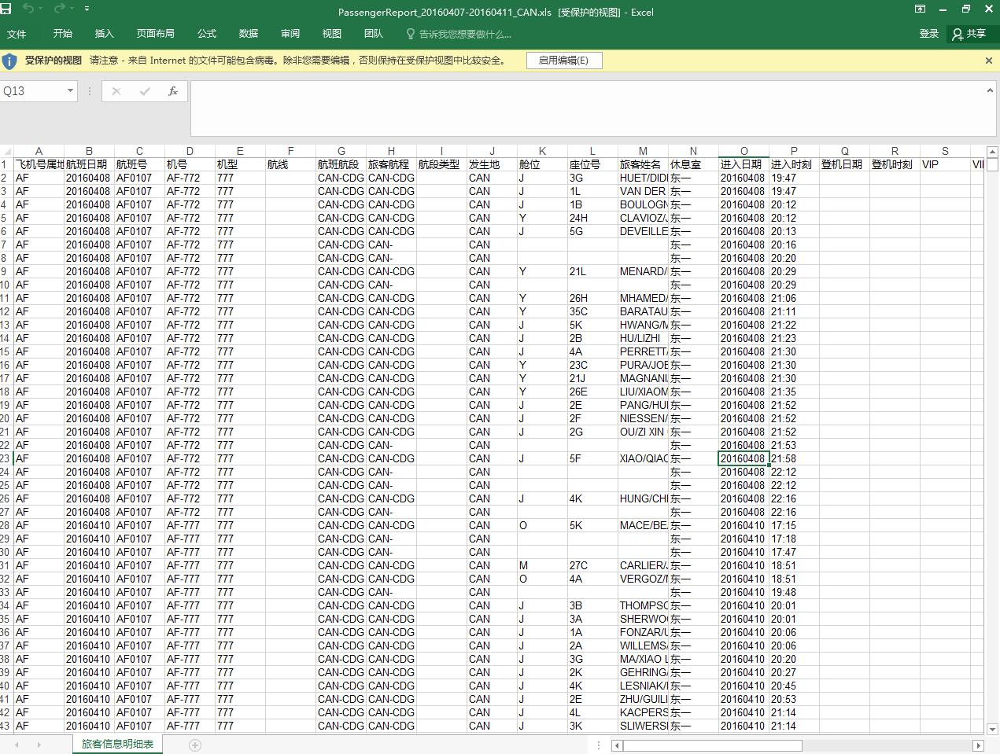 PassengerReport_20160407-20160411_CAN.xls [受保护的视图] - Excel
文件 开始 插入 页面布局 公式 数据 审阅 视图 团队 告诉我您想要做什么... 登录 共享
受保护的视图 请注意 - 来自 Internet 的文件可能包含病毒。除非您需要编辑，否则保持在受保护视图中比较安全。 启用编辑(E)
Q13 fx
A B C D E F G H I J K L M N O P Q R S
1 飞机号属地 航班日期 航班号 机号 机型 航线 航班航段 旅客航程 航段类型 发生地 舱位 座位号 旅客姓名 休息室 进入日期 进入时刻 登机日期 登机时刻 VIP VI
2 AF 20160408 AF0107 AF-772 777 CAN-CDG CAN-CDG CAN J 3G HUET/DIDI 东一 20160408 19:47
3 AF 20160408 AF0107 AF-772 777 CAN-CDG CAN-CDG CAN J 1L VAN DER 东一 20160408 19:47
4 AF 20160408 AF0107 AF-772 777 CAN-CDG CAN-CDG CAN J 1B BOULOGN 东一 20160408 20:12
5 AF 20160408 AF0107 AF-772 777 CAN-CDG CAN-CDG CAN Y 24H CLAVIOZ/ 东一 20160408 20:12
6 AF 20160408 AF0107 AF-772 777 CAN-CDG CAN-CDG CAN J 5G DEVEILLE 东一 20160408 20:13
7 AF 20160408 AF0107 AF-772 777 CAN-CDG CAN- CAN 东一 20160408 20:16
8 AF 20160408 AF0107 AF-772 777 CAN-CDG CAN- CAN 东一 20160408 20:20
9 AF 20160408 AF0107 AF-772 777 CAN-CDG CAN-CDG CAN Y 21L MENARD/ 东一 20160408 20:29
10 AF 20160408 AF0107 AF-772 777 CAN-CDG CAN- CAN 东一 20160408 20:29
11 AF 20160408 AF0107 AF-772 777 CAN-CDG CAN-CDG CAN Y 26H MHAMED/ 东一 20160408 21:06
12 AF 20160408 AF0107 AF-772 777 CAN-CDG CAN-CDG CAN Y 35C BARATAU 东一 20160408 21:11
13 AF 20160408 AF0107 AF-772 777 CAN-CDG CAN-CDG CAN J 5K HWANG/M 东一 20160408 21:22
14 AF 20160408 AF0107 AF-772 777 CAN-CDG CAN-CDG CAN J 2B HU/LIZHI 东一 20160408 21:23
15 AF 20160408 AF0107 AF-772 777 CAN-CDG CAN-CDG CAN J 4A PERRETT/ 东一 20160408 21:30
16 AF 20160408 AF0107 AF-772 777 CAN-CDG CAN-CDG CAN Y 23C PURA/JOE 东一 20160408 21:30
17 AF 20160408 AF0107 AF-772 777 CAN-CDG CAN-CDG CAN Y 21J MAGNANI 东一 20160408 21:30
18 AF 20160408 AF0107 AF-772 777 CAN-CDG CAN-CDG CAN Y 26E LIU/XIAOM 东一 20160408 21:35
19 AF 20160408 AF0107 AF-772 777 CAN-CDG CAN-CDG CAN J 2E PANG/HUI 东一 20160408 21:52
20 AF 20160408 AF0107 AF-772 777 CAN-CDG CAN-CDG CAN J 2F NIESSEN/ 东一 20160408 21:52
21 AF 20160408 AF0107 AF-772 777 CAN-CDG CAN-CDG CAN J 2G OU/ZI XIN 东一 20160408 21:52
22 AF 20160408 AF0107 AF-772 777 CAN-CDG CAN- CAN 东一 20160408 21:53
23 AF 20160408 AF0107 AF-772 777 CAN-CDG CAN-CDG CAN J 5F XIAO/QIAO 东一 20160408 21:58
24 AF 20160408 AF0107 AF-772 777 CAN-CDG CAN- CAN 东一 20160408 22:12
25 AF 20160408 AF0107 AF-772 777 CAN-CDG CAN- CAN 东一 20160408 22:12
26 AF 20160408 AF0107 AF-772 777 CAN-CDG CAN-CDG CAN J 4K HUNG/CHI 东一 20160408 22:16
27 AF 20160408 AF0107 AF-772 777 CAN-CDG CAN- CAN 东一 20160408 22:16
28 AF 20160410 AF0107 AF-777 777 CAN-CDG CAN-CDG CAN O 5K MACE/BE 东一 20160410 17:15
29 AF 20160410 AF0107 AF-777 777 CAN-CDG CAN- CAN 东一 20160410 17:18
30 AF 20160410 AF0107 AF-777 777 CAN-CDG CAN- CAN 东一 20160410 17:47
31 AF 20160410 AF0107 AF-777 777 CAN-CDG CAN-CDG CAN M 27C CARLIER/ 东一 20160410 18:51
32 AF 20160410 AF0107 AF-777 777 CAN-CDG CAN-CDG CAN O 4A VERGOZ/ 东一 20160410 18:51
33 AF 20160410 AF0107 AF-777 777 CAN-CDG CAN- CAN 东一 20160410 19:48
34 AF 20160410 AF0107 AF-777 777 CAN-CDG CAN-CDG CAN J 3B THOMPSO 东一 20160410 20:01
35 AF 20160410 AF0107 AF-777 777 CAN-CDG CAN-CDG CAN J 3A SHERWOO 东一 20160410 20:01
36 AF 20160410 AF0107 AF-777 777 CAN-CDG CAN-CDG CAN J 1A FONZAR/ 东一 20160410 20:06
37 AF 20160410 AF0107 AF-777 777 CAN-CDG CAN-CDG CAN J 2A WILLEMS/ 东一 20160410 20:06
38 AF 20160410 AF0107 AF-777 777 CAN-CDG CAN-CDG CAN J 3G MA/XIAO L 东一 20160410 20:20
39 AF 20160410 AF0107 AF-777 777 CAN-CDG CAN-CDG CAN J 2K GEHRING/ 东一 20160410 20:27
40 AF 20160410 AF0107 AF-777 777 CAN-CDG CAN-CDG CAN J 4K LESNIAK/ 东一 20160410 20:45
41 AF 20160410 AF0107 AF-777 777 CAN-CDG CAN-CDG CAN J 2E ZHU/GUILI 东一 20160410 20:53
42 AF 20160410 AF0107 AF-777 777 CAN-CDG CAN-CDG CAN J 4L KACPERS 东一 20160410 21:14
43 AF 20160410 AF0107 AF-777 777 CAN-CDG CAN-CDG CAN J 3K SLIWERSI 东一 20160410 21:14
旅客信息明细表